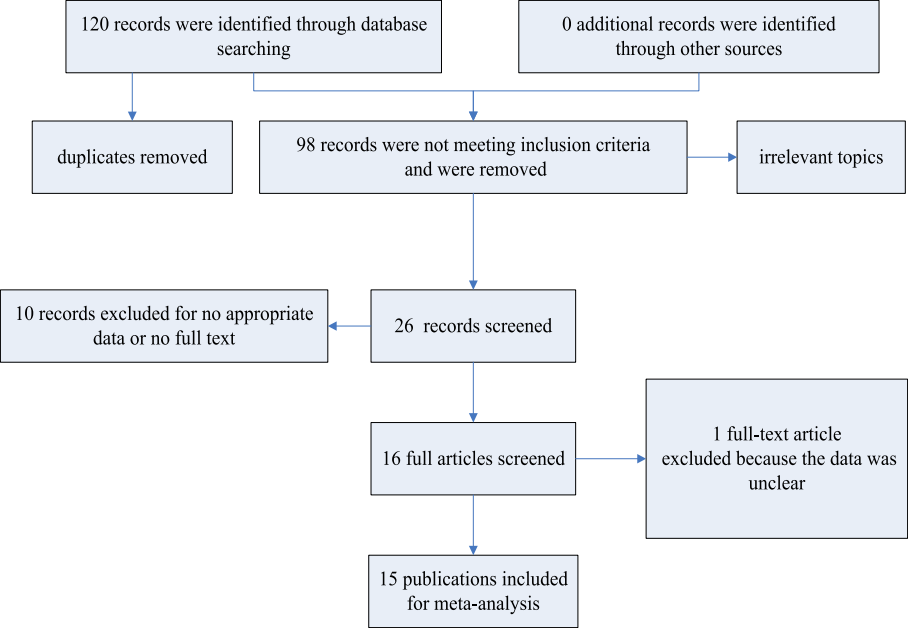 120 records were identified through database
searching
0 additional records were identified
through other sources
duplicates removed
98 records were not meeting inclusion criteria
and were removed
irrelevant topics
10 records excluded for no appropriate
data or no full text
26 records screened
16 full articles screened
1 full-text article
excluded because the data was
unclear
15 publications included
for meta-analysis